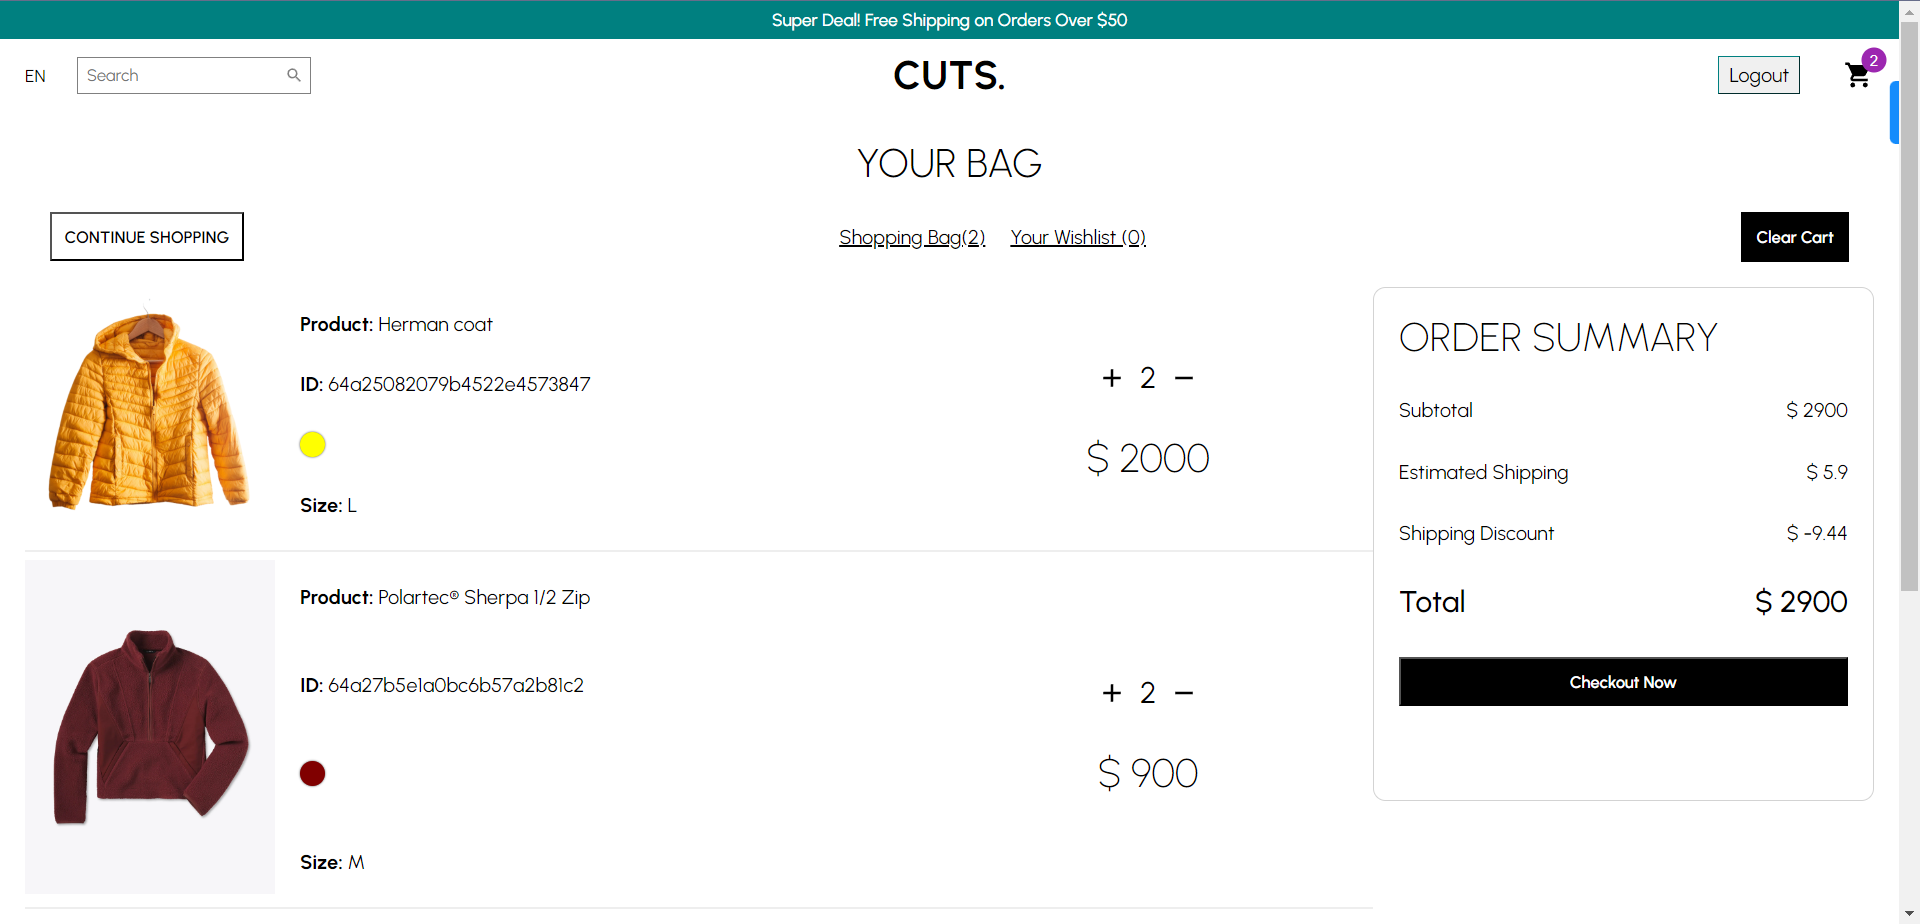 Super Deal! Free Shipping on Orders Over $50
EN
Search
CUTS.
Logout
2
YOUR BAG
CONTINUE SHOPPING
Shopping Bag(2)
Your Wishlist (0)
Clear Cart
Product: Herman coat
ID: 64a25082079b4522e4573847
Size: L
+ 2 −
$ 2000
Product: Polartec® Sherpa 1/2 Zip
ID: 64a27b5e1a0bc6b57a2b81c2
Size: M
+ 2 −
$ 900
ORDER SUMMARY
Subtotal $ 2900
Estimated Shipping $ 5.9
Shipping Discount $ -9.44
Total $ 2900
Checkout Now